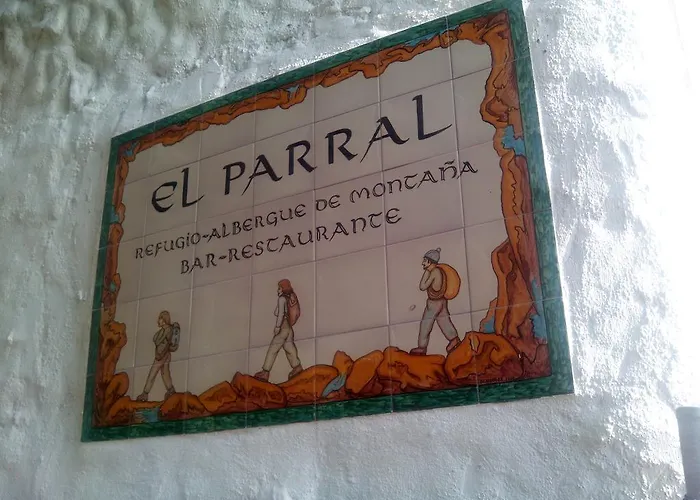 EL PARRAL
REFUGIO-ALBERGUE DE MONTAÑA
BAR-RESTAURANTE